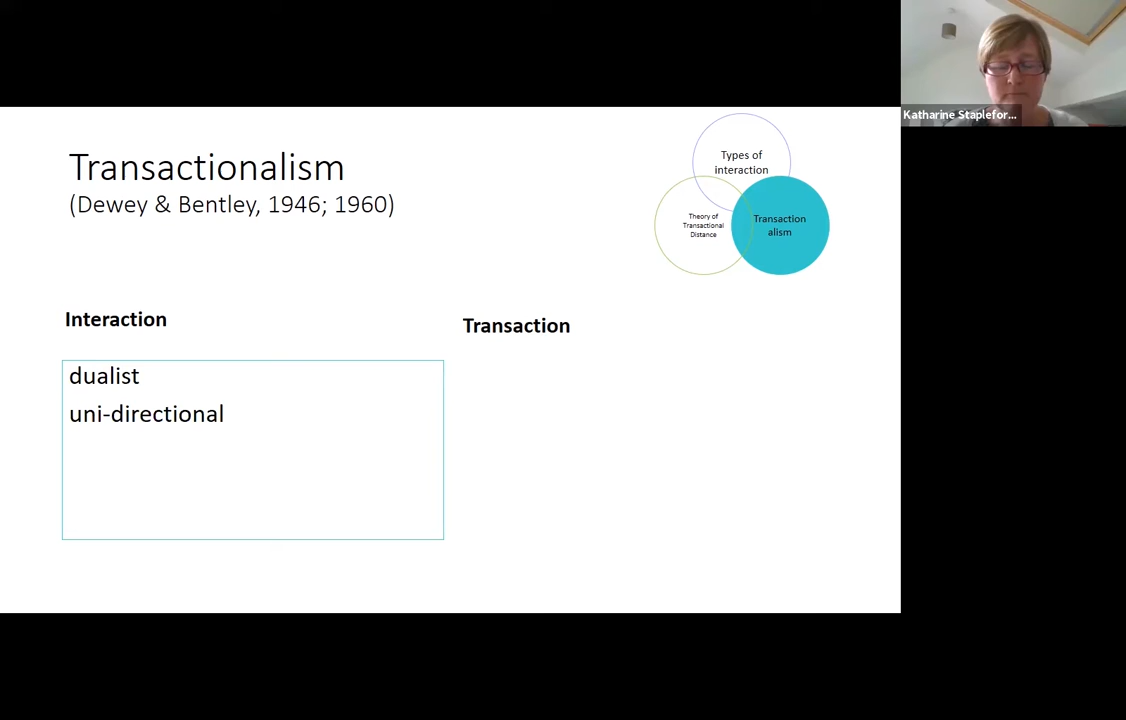 Transactionalism
(Dewey & Bentley, 1946; 1960)
Types of
interaction
Theory of
Transactional
Distance
Transaction
alism
Interaction
Transaction
dualist
uni-directional
Katharine Staplefor...